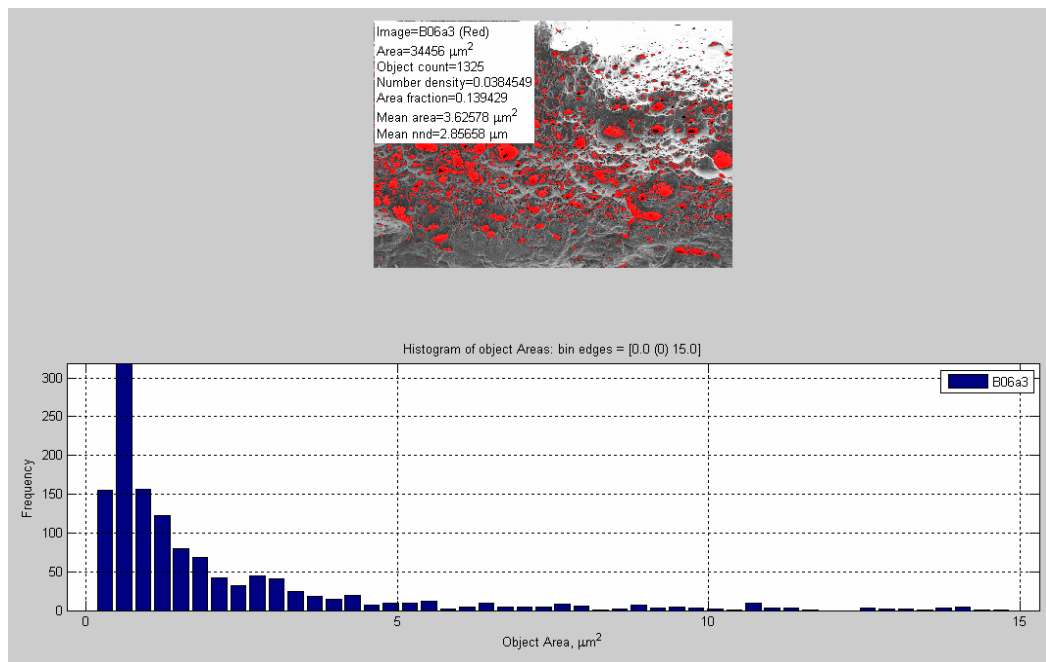 Image=B06a3 (Red)
Area=34456 μm²
Object count=1325
Number density=0.0384549
Area fraction=0.139429
Mean area=3.62578 μm²
Mean nnd=2.85658 μm
Histogram of object Areas: bin edges = [0.0 (0) 15.0]
B06a3
300
250
200
150
100
50
0
Frequency
0 5 10 15
Object Area, μm²